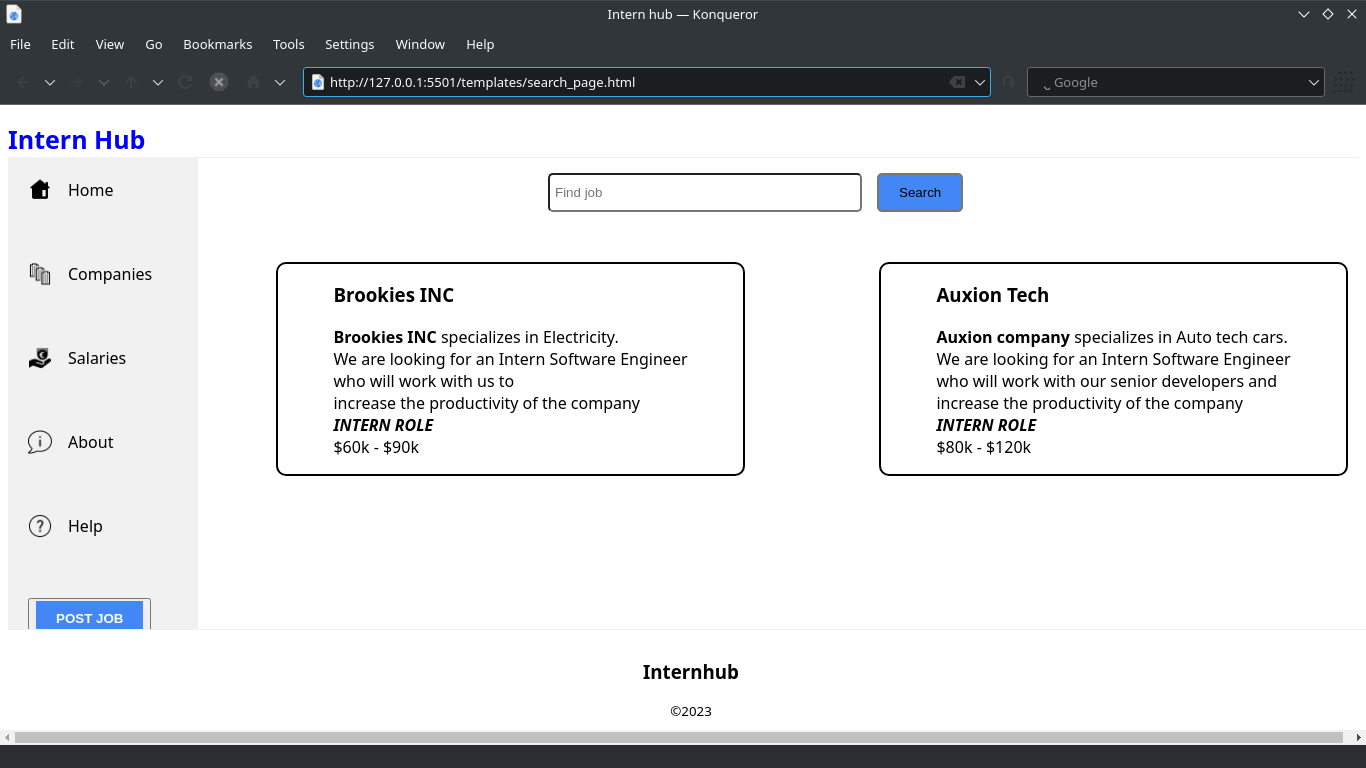 Intern hub — Konqueror
File Edit View Go Bookmarks Tools Settings Window Help
http://127.0.0.1:5501/templates/search_page.html
Google
Intern Hub
Home
Companies
Salaries
About
Help
POST JOB
Find job
Search
Brookies INC
Brookies INC specializes in Electricity.
We are looking for an Intern Software Engineer
who will work with us to
increase the productivity of the company
INTERN ROLE
$60k - $90k
Auxion Tech
Auxion company specializes in Auto tech cars.
We are looking for an Intern Software Engineer
who will work with our senior developers and
increase the productivity of the company
INTERN ROLE
$80k - $120k
Internhub
©2023